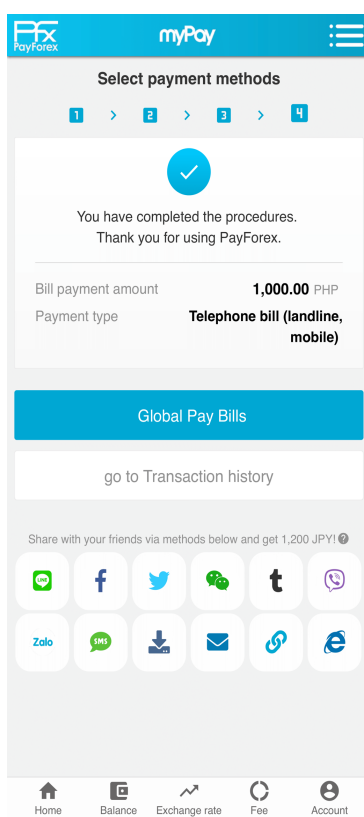 Pfx
PayForex
myPay
Select payment methods
1 > 2 > 3 > 4
You have completed the procedures.
Thank you for using PayForex.
Bill payment amount 1,000.00 PHP
Payment type Telephone bill (landline,
mobile)
Global Pay Bills
go to Transaction history
Share with your friends via methods below and get 1,200 JPY! ?
LINE
f
t
Zalo
SMS
e
Home Balance Exchange rate Fee Account